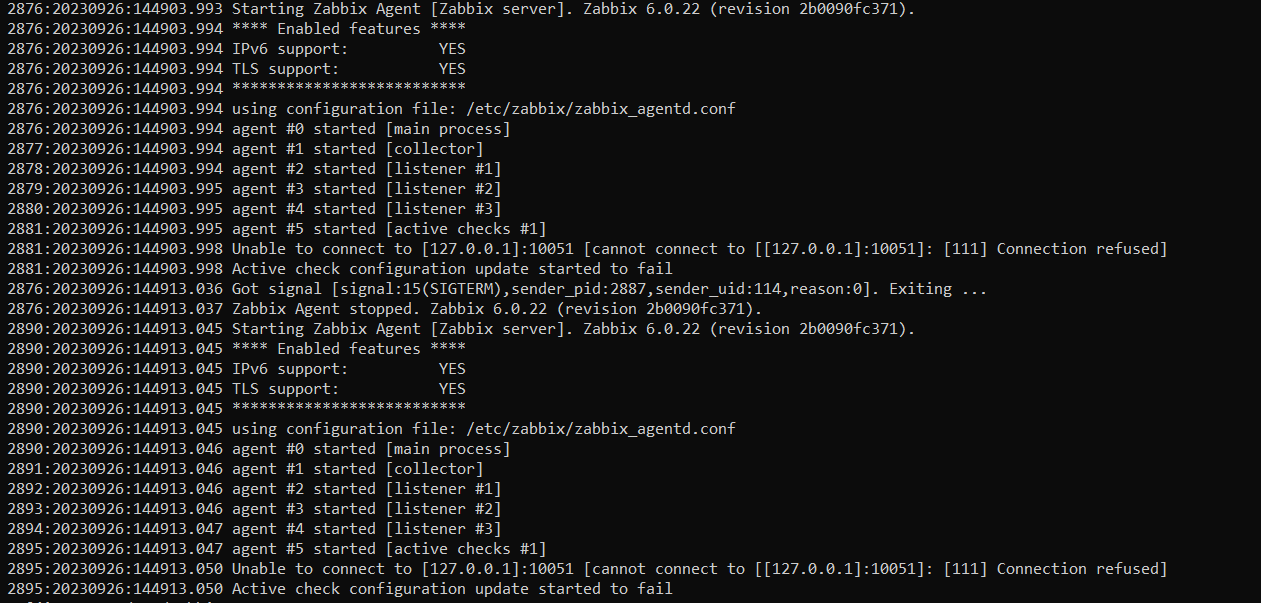 2876:20230926:144903.993 Starting Zabbix Agent [Zabbix server]. Zabbix 6.0.22 (revision 2b0090fc371).
2876:20230926:144903.994 **** Enabled features ****
2876:20230926:144903.994 IPv6 support:          YES
2876:20230926:144903.994 TLS support:           YES
2876:20230926:144903.994 **************************
2876:20230926:144903.994 using configuration file: /etc/zabbix/zabbix_agentd.conf
2876:20230926:144903.994 agent #0 started [main process]
2877:20230926:144903.994 agent #1 started [collector]
2878:20230926:144903.994 agent #2 started [listener #1]
2879:20230926:144903.995 agent #3 started [listener #2]
2880:20230926:144903.995 agent #4 started [listener #3]
2881:20230926:144903.995 agent #5 started [active checks #1]
2881:20230926:144903.998 Unable to connect to [127.0.0.1]:10051 [cannot connect to [[127.0.0.1]:10051]: [111] Connection refused]
2881:20230926:144903.998 Active check configuration update started to fail
2876:20230926:144913.036 Got signal [signal:15(SIGTERM),sender_pid:2887,sender_uid:114,reason:0]. Exiting ...
2876:20230926:144913.037 Zabbix Agent stopped. Zabbix 6.0.22 (revision 2b0090fc371).
2890:20230926:144913.045 Starting Zabbix Agent [Zabbix server]. Zabbix 6.0.22 (revision 2b0090fc371).
2890:20230926:144913.045 **** Enabled features ****
2890:20230926:144913.045 IPv6 support:          YES
2890:20230926:144913.045 TLS support:           YES
2890:20230926:144913.045 **************************
2890:20230926:144913.045 using configuration file: /etc/zabbix/zabbix_agentd.conf
2890:20230926:144913.046 agent #0 started [main process]
2891:20230926:144913.046 agent #1 started [collector]
2892:20230926:144913.046 agent #2 started [listener #1]
2893:20230926:144913.046 agent #3 started [listener #2]
2894:20230926:144913.047 agent #4 started [listener #3]
2895:20230926:144913.047 agent #5 started [active checks #1]
2895:20230926:144913.050 Unable to connect to [127.0.0.1]:10051 [cannot connect to [[127.0.0.1]:10051]: [111] Connection refused]
2895:20230926:144913.050 Active check configuration update started to fail